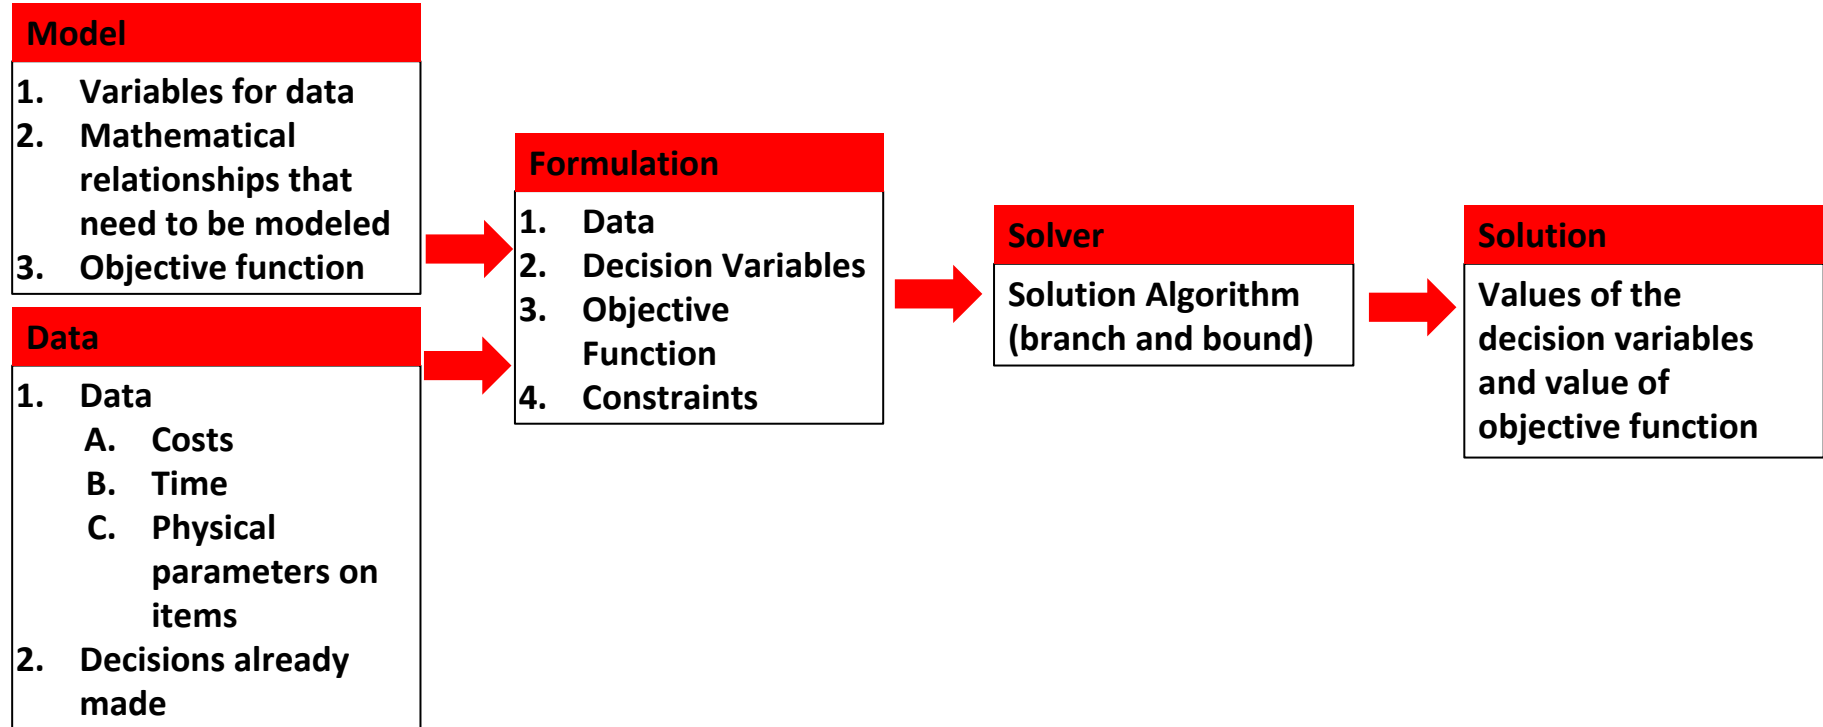 Model
1. Variables for data
2. Mathematical
relationships that
need to be modeled
3. Objective function
Data
1. Data
A. Costs
B. Time
C. Physical
parameters on
items
2. Decisions already
made
Formulation
1. Data
2. Decision Variables
3. Objective
Function
4. Constraints
Solver
Solution Algorithm
(branch and bound)
Solution
Values of the
decision variables
and value of
objective function